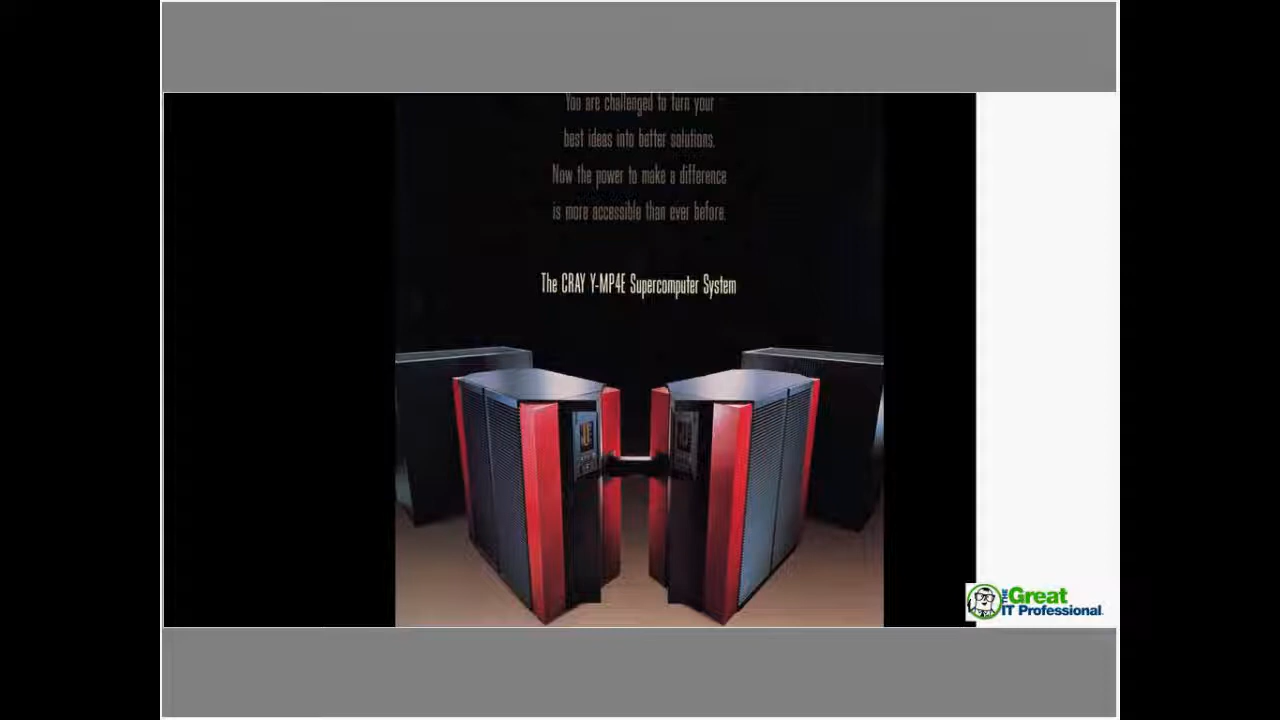 You are challenged to turn your
best ideas into better solutions.
Now the power to make a difference
is more accessible than ever before.
The CRAY Y-MP4E Supercomputer System
THE Great
IT Professional